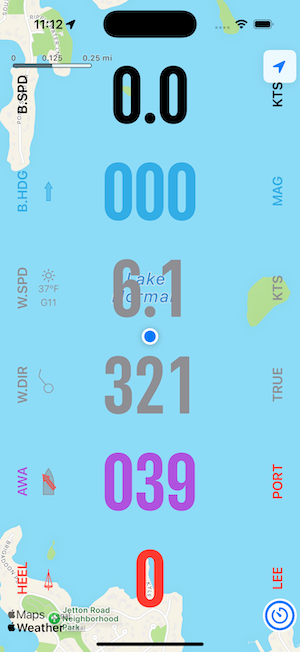 11:12
0 0.125 0.25 mi
B.SPD 0.0 KTS
B.HDG 000 MAG
Lake
Norman
W.SPD 37°F G11 6.1 KTS
W.DIR 321 TRUE
AWA 039 PORT
HEEL 0 LEE
Jetton Road
Neighborhood
Park
Maps
Weather